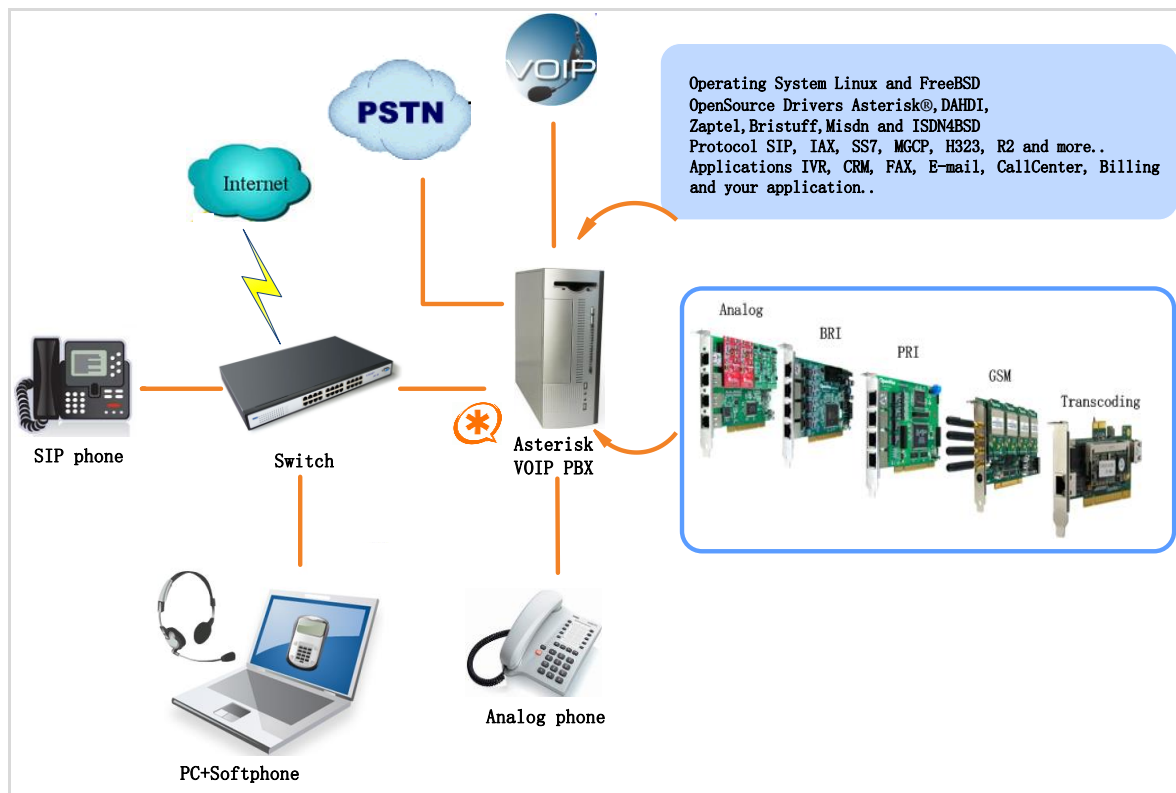 VOIP
PSTN
Internet
Operating System Linux and FreeBSD
OpenSource Drivers Asterisk®,DAHDI,
Zaptel,Bristuff,Misdn and ISDN4BSD
Protocol SIP, IAX, SS7, MGCP, H323, R2 and more..
Applications IVR, CRM, FAX, E-mail, CallCenter, Billing
and your application..
Analog
BRI
PRI
GSM
Transcoding
SIP phone
Switch
Asterisk
VOIP PBX
Analog phone
PC+Softphone